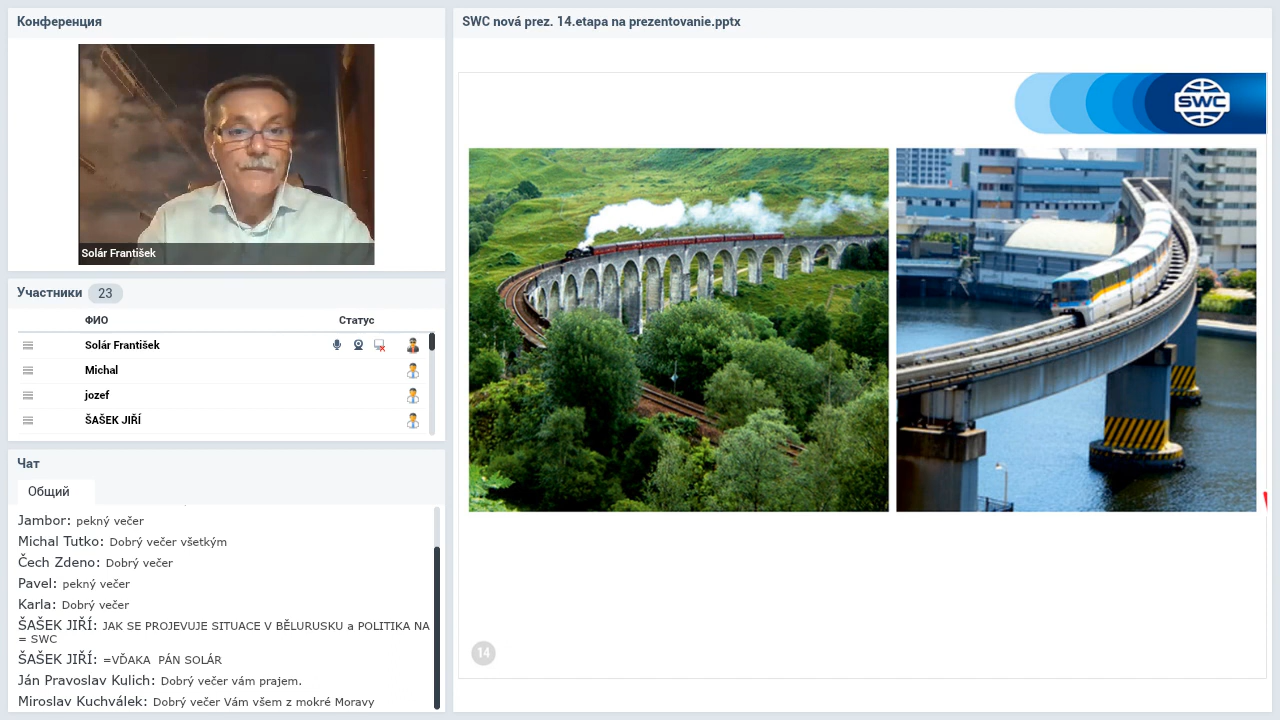 Конференция
Solár František
Участники 23
ФИО Статус
Solár František
Michal
jozef
ŠAŠEK JIŘÍ
Чат
Общий
Jambor: pekný večer
Michal Tutko: Dobrý večer všetkým
Čech Zdeno: Dobrý večer
Pavel: pekný večer
Karla: Dobrý večer
ŠAŠEK JIŘÍ: JAK SE PROJEVUJE SITUACE V BĚLURUSKU a POLITIKA NA
= SWC
ŠAŠEK JIŘÍ: =VĎAKA PÁN SOLÁR
Ján Pravoslav Kulich: Dobrý večer vám prajem.
Miroslav Kuchválek: Dobrý večer Vám všem z mokré Moravy
SWC nová prez. 14.etapa na prezentovanie.pptx
SWC
14